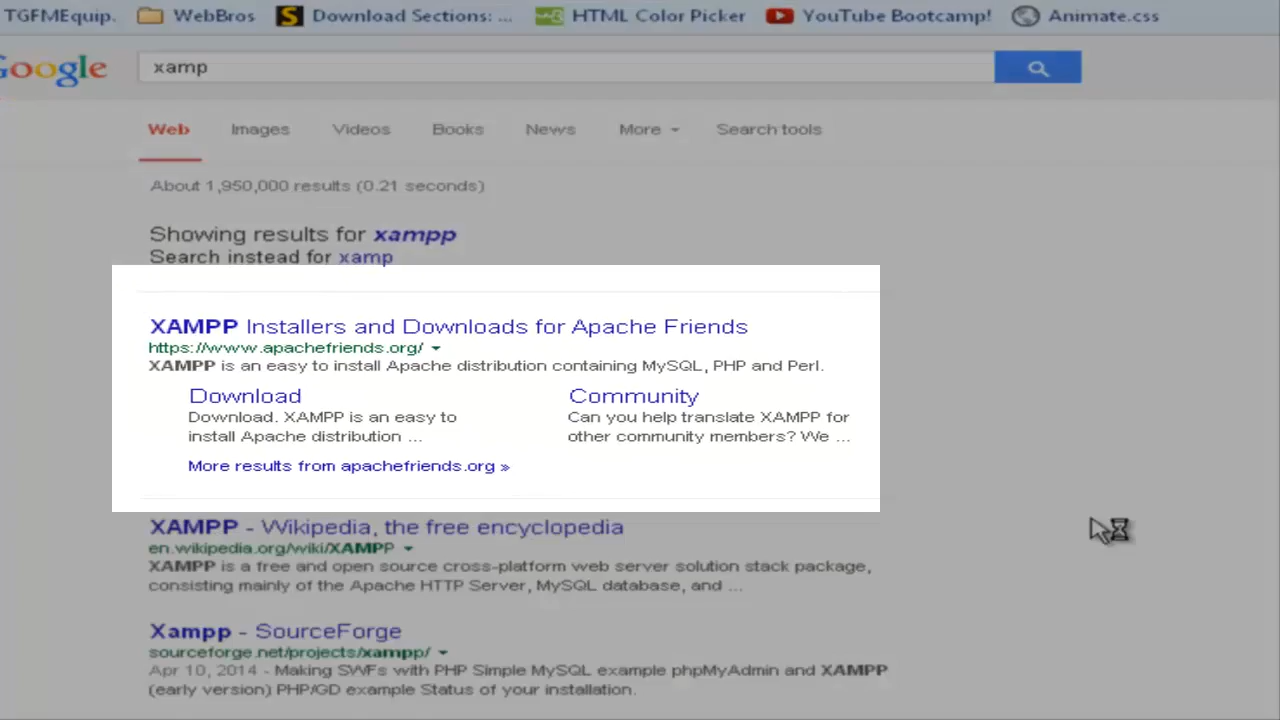 TGFMEquip. WebBros Download Sections: ... HTML Color Picker YouTube Bootcamp! Animate.css
Google xamp
Web Images Videos Books News More Search tools
About 1,950,000 results (0.21 seconds)
Showing results for xampp
Search instead for xamp
XAMPP Installers and Downloads for Apache Friends
https://www.apachefriends.org/
XAMPP is an easy to install Apache distribution containing MySQL, PHP and Perl.
Download
Download. XAMPP is an easy to
install Apache distribution ...
Community
Can you help translate XAMPP for
other community members? We ...
More results from apachefriends.org »
XAMPP - Wikipedia, the free encyclopedia
en.wikipedia.org/wiki/XAMPP
XAMPP is a free and open source cross-platform web server solution stack package,
consisting mainly of the Apache HTTP Server, MySQL database, and ...
Xampp - SourceForge
sourceforge.net/projects/xampp/
Apr 10, 2014 - Making SWFs with PHP Simple MySQL example phpMyAdmin and XAMPP
(early version) PHP/GD example Status of your installation.